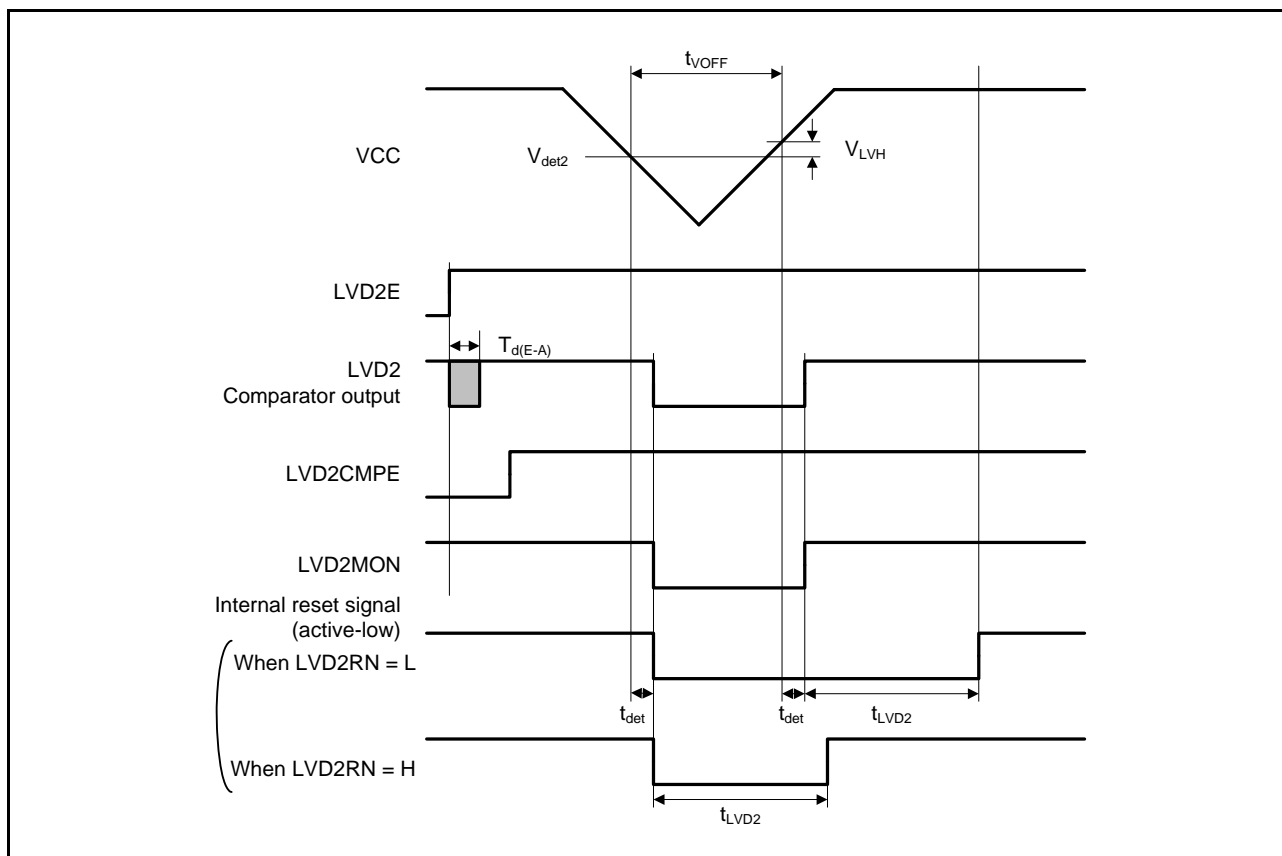 tVOFF
VCC
Vdet2
VLVH
LVD2E
Td(E-A)
LVD2
Comparator output
LVD2CMPE
LVD2MON
Internal reset signal
(active-low)
When LVD2RN = L
tdet
tdet
tLVD2
When LVD2RN = H
tLVD2